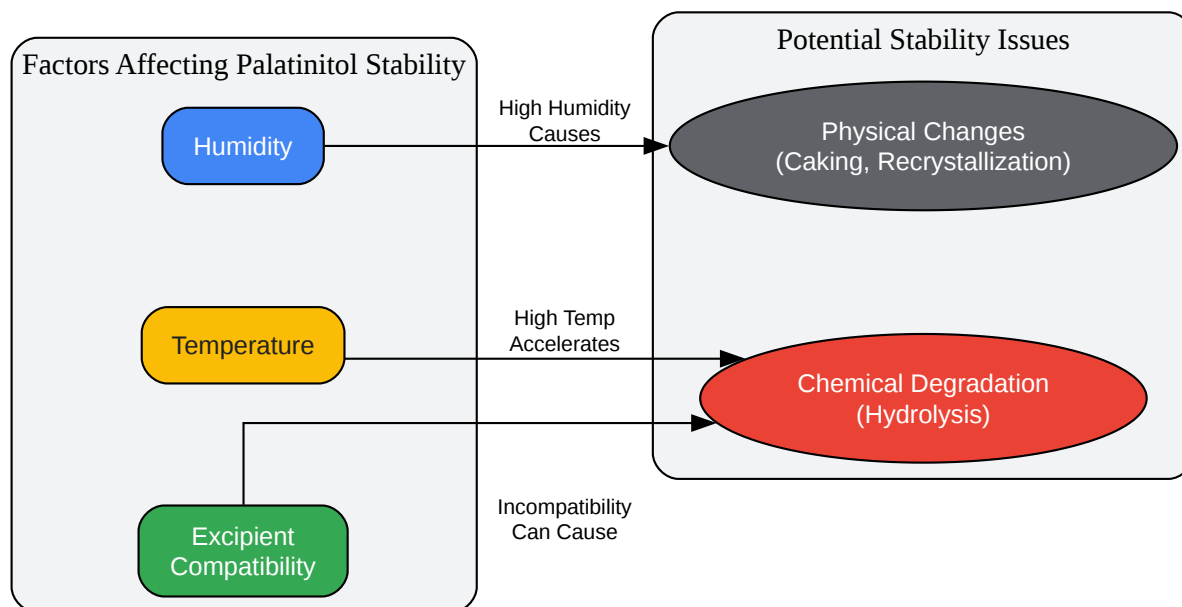 Factors Affecting Palatinitol Stability
Potential Stability Issues
Humidity
High Humidity
Causes
Physical Changes
(Caking, Recrystallization)
Temperature
High Temp
Accelerates
Chemical Degradation
(Hydrolysis)
Excipient
Compatibility
Incompatibility
Can Cause